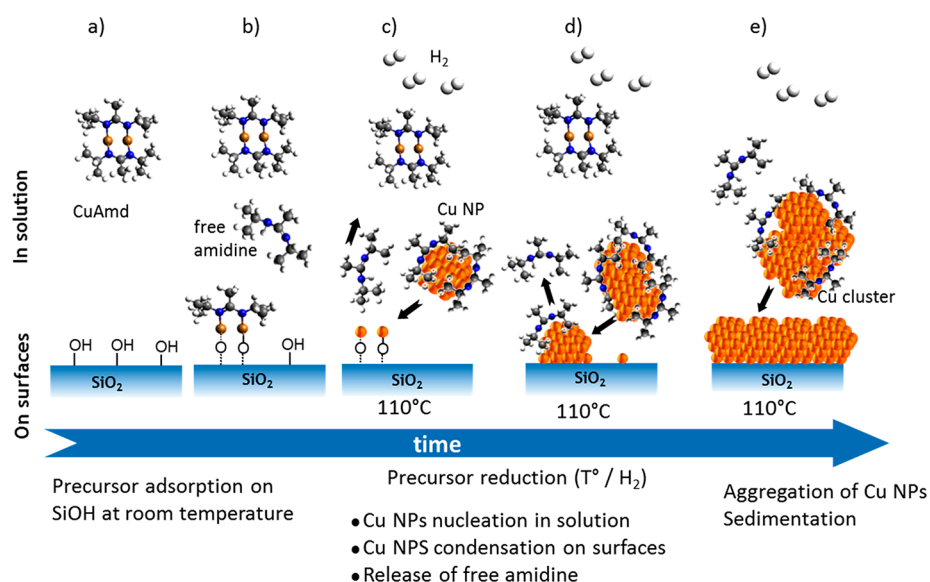 a)
b)
c)
d)
e)
H2
In solution
CuAmd
free
amidine
Cu NP
Cu cluster
On surfaces
OH
OH
OH
SiO2
O
O
OH
SiO2
O
O
SiO2
110°C
SiO2
110°C
SiO2
110°C
time
Precursor adsorption on
SiOH at room temperature
Precursor reduction (T° / H2)
• Cu NPs nucleation in solution
• Cu NPS condensation on surfaces
• Release of free amidine
Aggregation of Cu NPs
Sedimentation